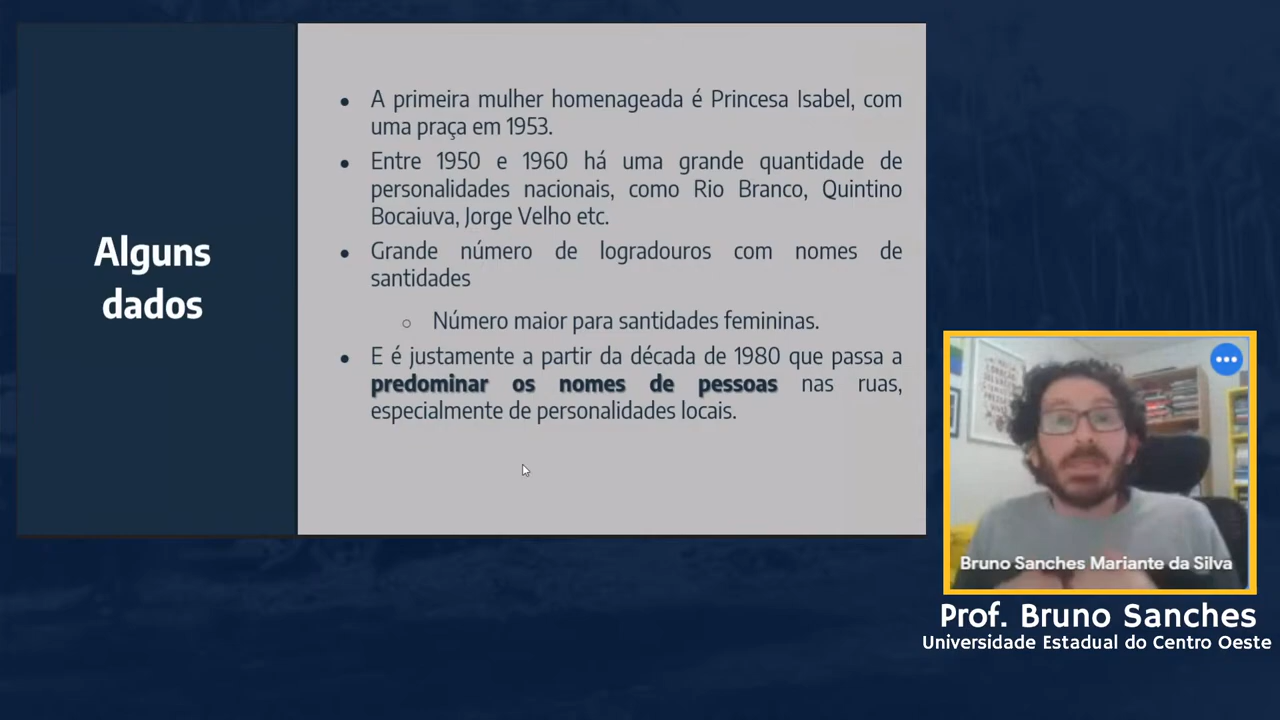 Alguns
dados
A primeira mulher homenageada é Princesa Isabel, com
uma praça em 1953.
Entre 1950 e 1960 há uma grande quantidade de
personalidades nacionais, como Rio Branco, Quintino
Bocaiuva, Jorge Velho etc.
Grande número de logradouros com nomes de
santidades
Número maior para santidades femininas.
E é justamente a partir da década de 1980 que passa a
predominar os nomes de pessoas nas ruas,
especialmente de personalidades locais.
Bruno Sanches Mariante da Silva
Prof. Bruno Sanches
Universidade Estadual do Centro Oeste